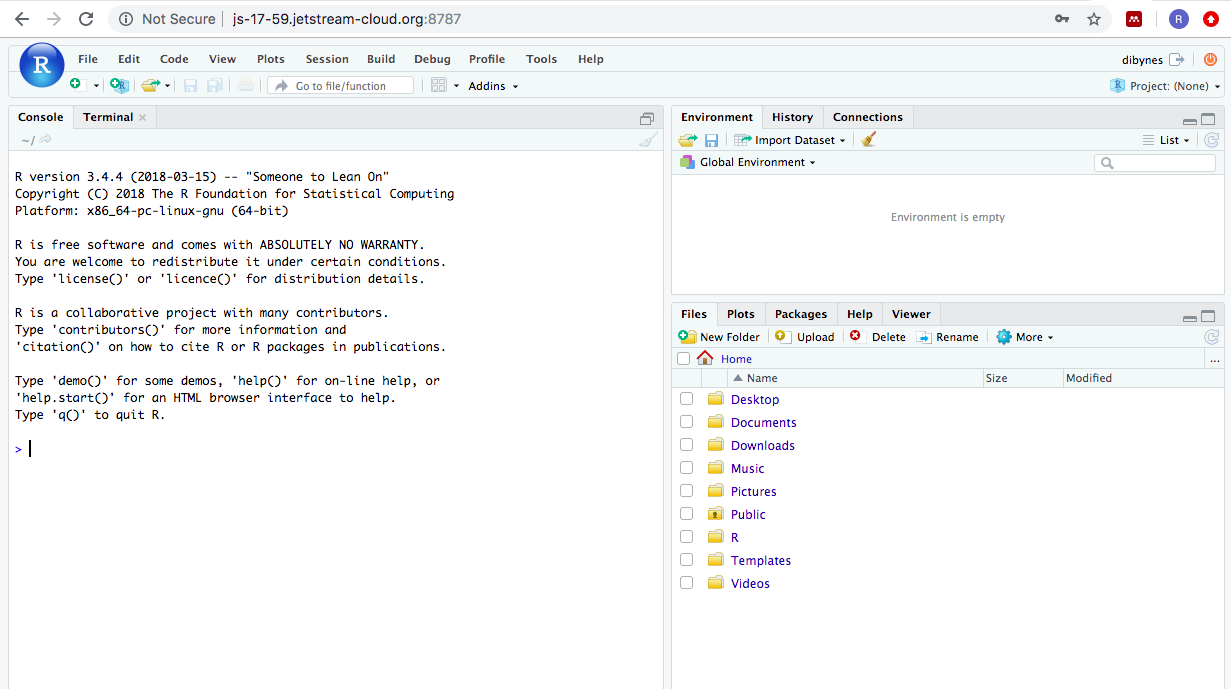 Not Secure | js-17-59.jetstream-cloud.org:8787
R
R File Edit Code View Plots Session Build Debug Profile Tools Help dibynes
R Go to file/function Addins R Project: (None)
Console Terminal ×
~/
R version 3.4.4 (2018-03-15) -- "Someone to Lean On"
Copyright (C) 2018 The R Foundation for Statistical Computing
Platform: x86_64-pc-linux-gnu (64-bit)
R is free software and comes with ABSOLUTELY NO WARRANTY.
You are welcome to redistribute it under certain conditions.
Type 'license()' or 'licence()' for distribution details.
R is a collaborative project with many contributors.
Type 'contributors()' for more information and
'citation()' on how to cite R or R packages in publications.
Type 'demo()' for some demos, 'help()' for on-line help, or
'help.start()' for an HTML browser interface to help.
Type 'q()' to quit R.
>
Environment History Connections
Import Dataset List
Global Environment
Environment is empty
Files Plots Packages Help Viewer
New Folder Upload Delete Rename More
Home ...
Name Size Modified
Desktop
Documents
Downloads
Music
Pictures
Public
R
Templates
Videos